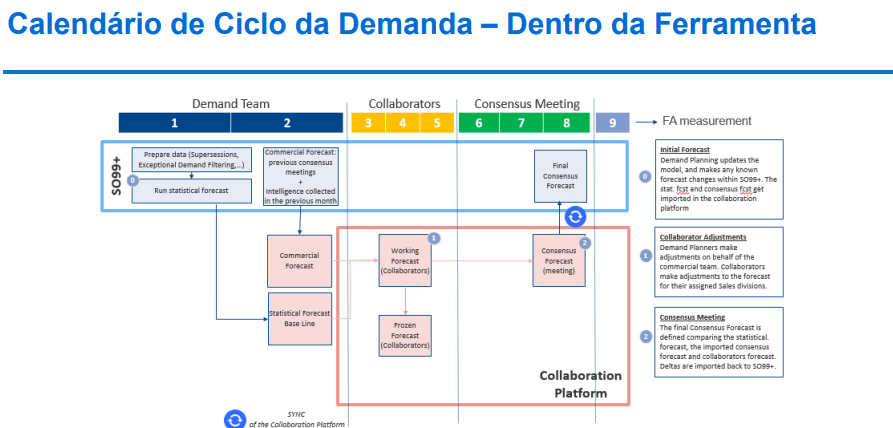 Calendário de Ciclo da Demanda – Dentro da Ferramenta
Demand Team
Collaborators
Consensus Meeting
1
2
3
4
5
6
7
8
9
FA measurement
SO99+
Prepare data (Supersessions,
Exceptional Demand Filtering,...)
0
Run statistical forecast
Commercial Forecast:
previous consensus
meetings
+
Intelligence collected
in the previous month
Final
Consensus
Forecast
Commercial
Forecast
Statistical Forecast
Base Line
Working
Forecast
(Collaborators)
1
Frozen
Forecast
(Collaborators)
Consensus
Forecast
(meeting)
2
Collaboration
Platform
SYNC
of the Collaboration Platform
0
Initial Forecast
Demand Planning updates the
model, and makes any known
forecast changes within SO99+. The
stat. fcst and consensus fcst get
imported in the collaboration
platform
1
Collaborator Adjustments
Demand Planners make
adjustments on behalf of the
commercial team. Collaborators
make adjustments to the forecast
for their assigned Sales divisions.
2
Consensus Meeting
The final Consensus Forecast is
defined comparing the statistical.
forecast, the imported consensus
forecast and collaborators forecast.
Deltas are imported back to SO99+.